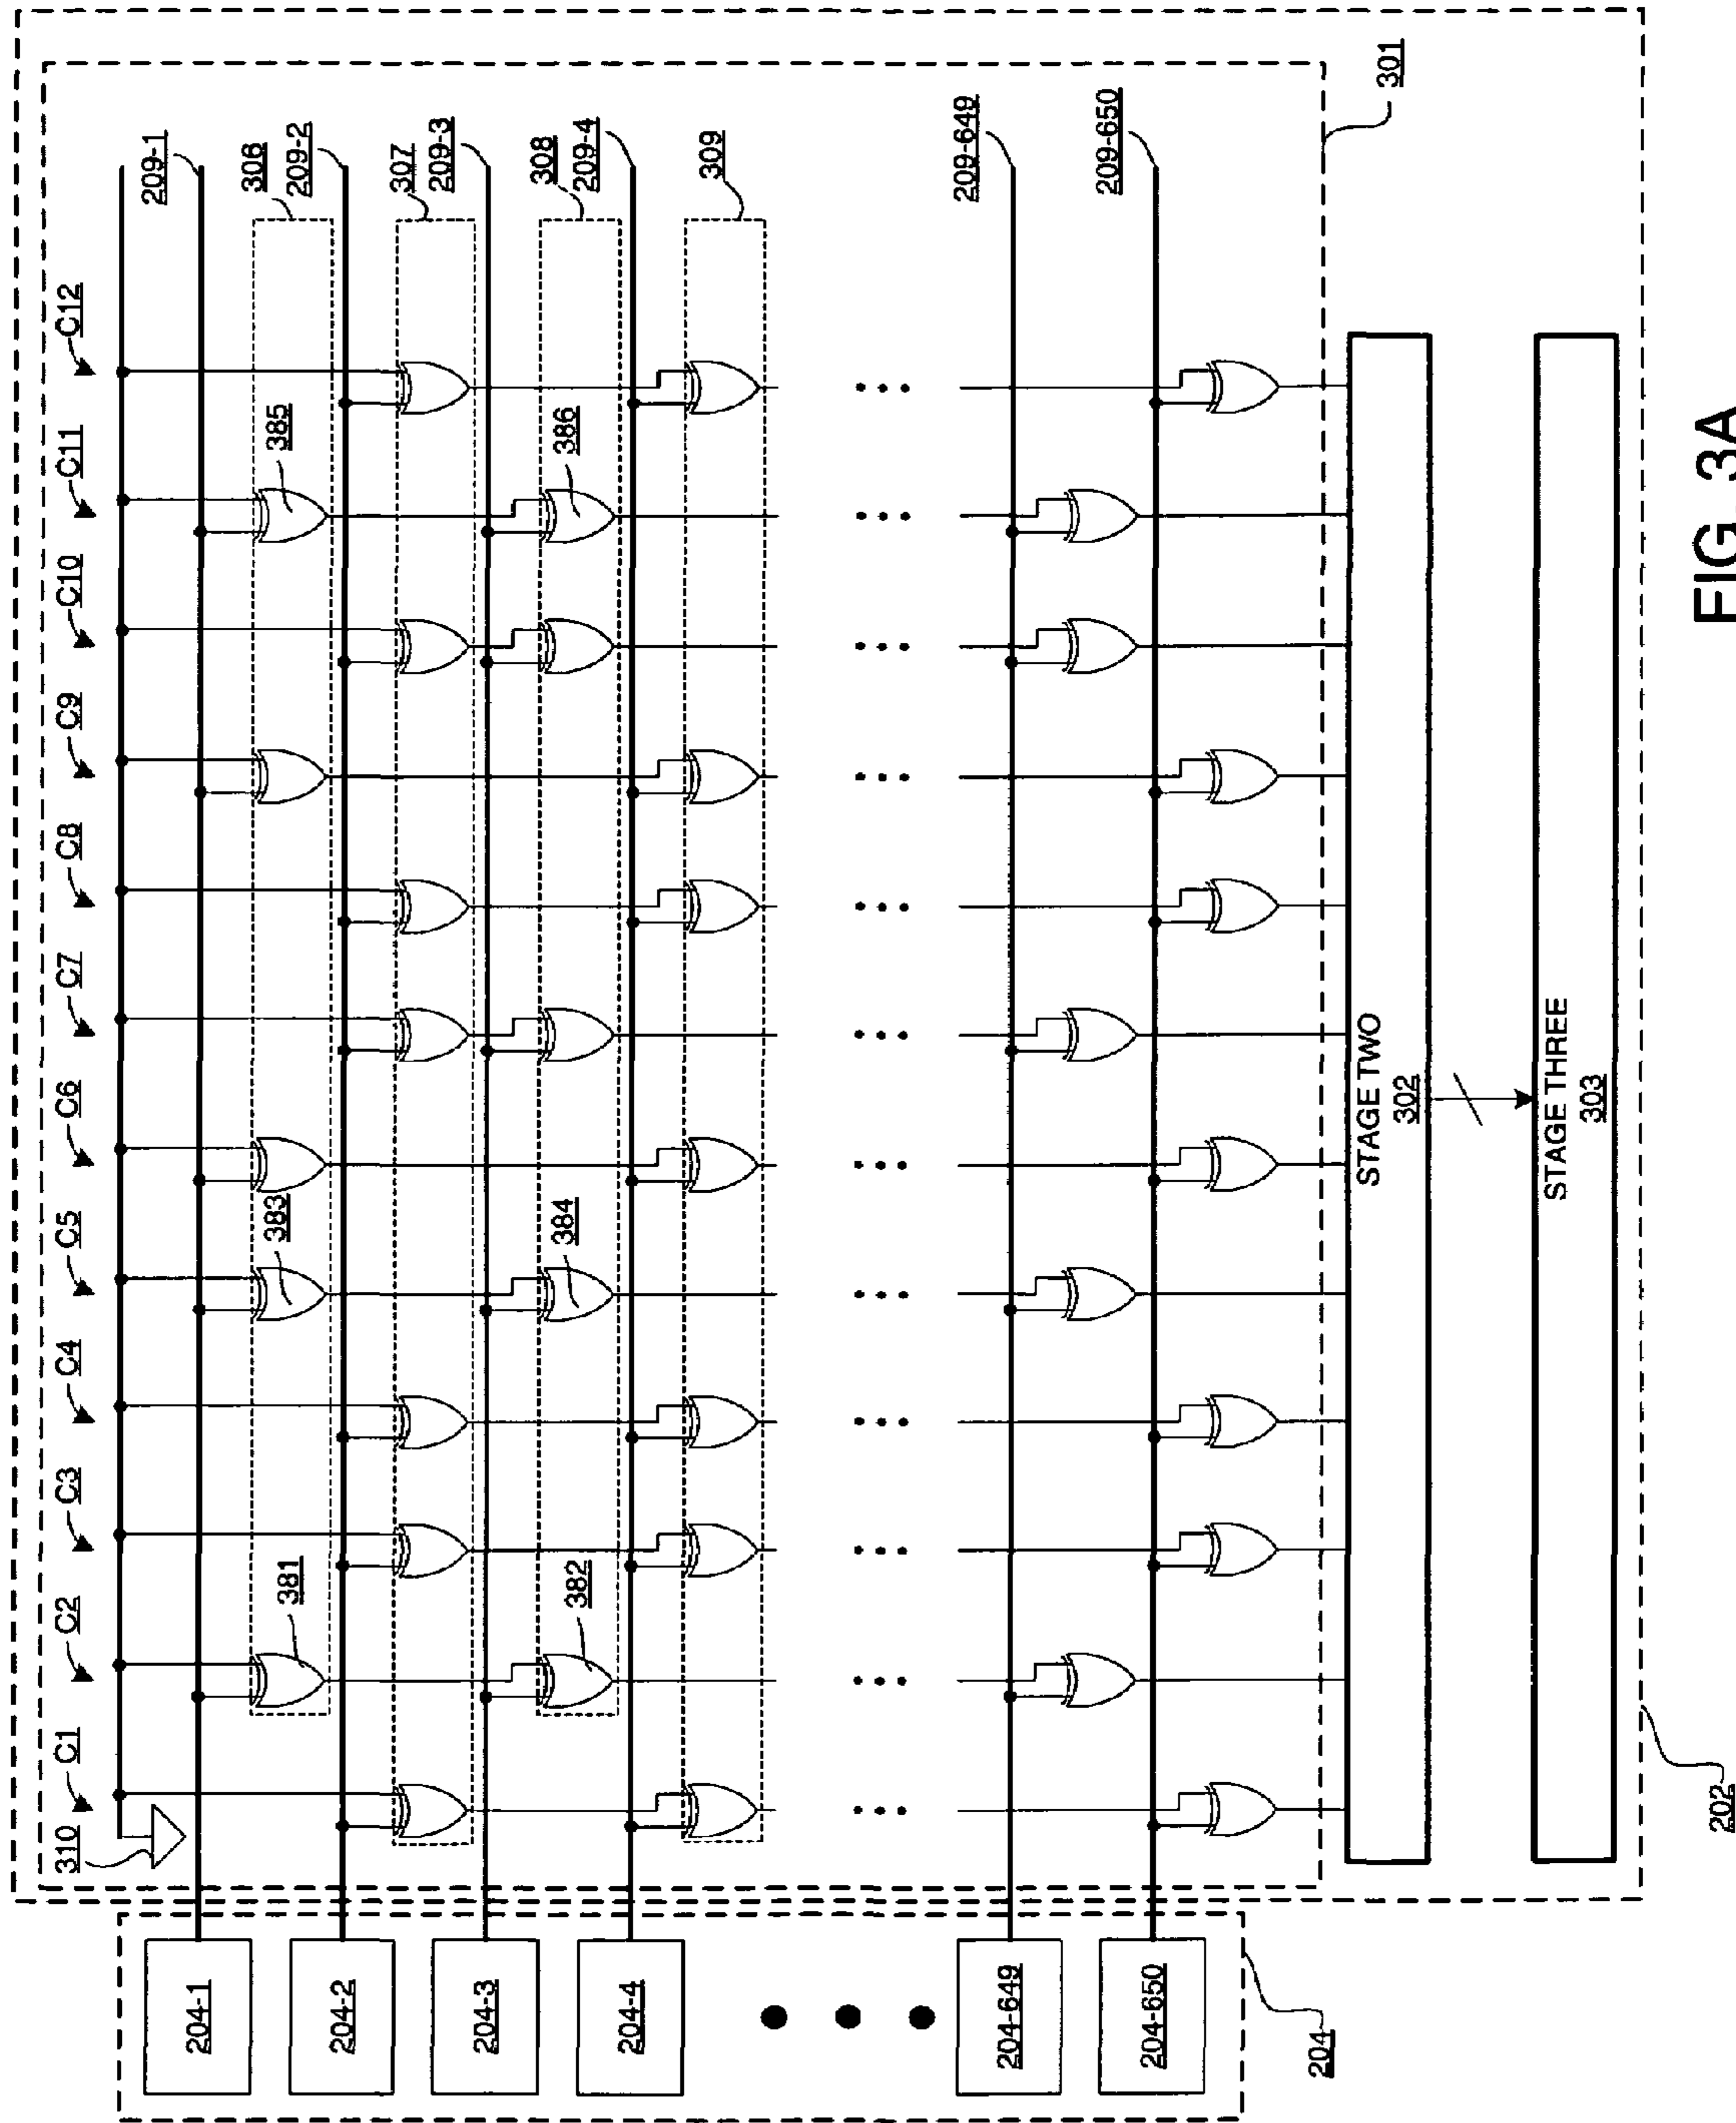 310
C1
C2
C3
C4
C5
C6
C7
C8
C9
C10
C11
C12
209-1
306
209-2
307
209-3
308
209-4
309
209-649
209-650
301
381
383
385
382
384
386
204-1
204-2
204-3
204-4
204-649
204-650
204
STAGE TWO
302
STAGE THREE
303
202
FIG. 3A